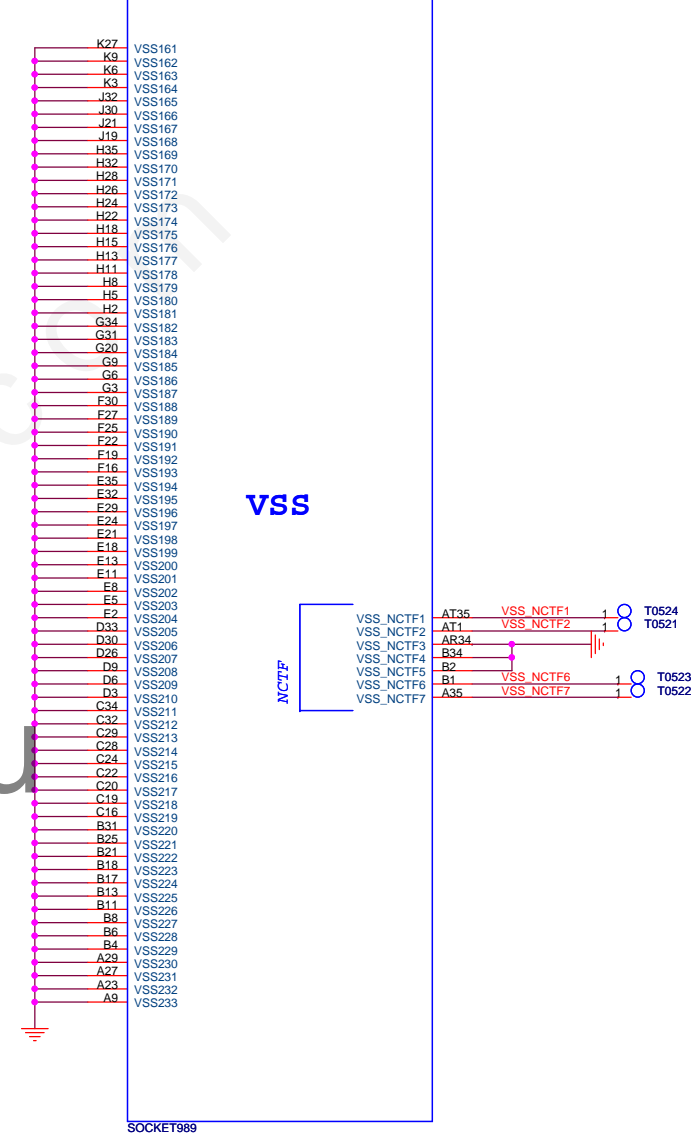 K27 VSS161
K9 VSS162
K6 VSS163
K3 VSS164
J32 VSS165
J30 VSS166
J21 VSS167
J19 VSS168
H35 VSS169
H32 VSS170
H28 VSS171
H26 VSS172
H24 VSS173
H22 VSS174
H18 VSS175
H15 VSS176
H13 VSS177
H11 VSS178
H8 VSS179
H5 VSS180
H2 VSS181
G34 VSS182
G31 VSS183
G20 VSS184
G9 VSS185
G6 VSS186
G3 VSS187
F30 VSS188
F27 VSS189
F25 VSS190
F22 VSS191
F19 VSS192
F16 VSS193
E35 VSS194
E32 VSS195
E29 VSS196
E24 VSS197
E21 VSS198
E18 VSS199
E13 VSS200
E11 VSS201
E8 VSS202
E5 VSS203
E2 VSS204
D33 VSS205
D30 VSS206
D26 VSS207
D9 VSS208
D6 VSS209
D3 VSS210
C34 VSS211
C32 VSS212
C29 VSS213
C28 VSS214
C24 VSS215
C22 VSS216
C20 VSS217
C19 VSS218
C16 VSS219
B31 VSS220
B25 VSS221
B21 VSS222
B18 VSS223
B17 VSS224
B13 VSS225
B11 VSS226
B8 VSS227
B6 VSS228
B4 VSS229
A29 VSS230
A27 VSS231
A23 VSS232
A9 VSS233
VSS
NCTF
VSS_NCTF1 AT35 VSS_NCTF1 1 T0524
VSS_NCTF2 AT1 VSS_NCTF2 1 T0521
VSS_NCTF3 AR34
VSS_NCTF4 B34
VSS_NCTF5 B2
VSS_NCTF6 B1 VSS_NCTF6 1 T0523
VSS_NCTF7 A35 VSS_NCTF7 1 T0522
SOCKET989